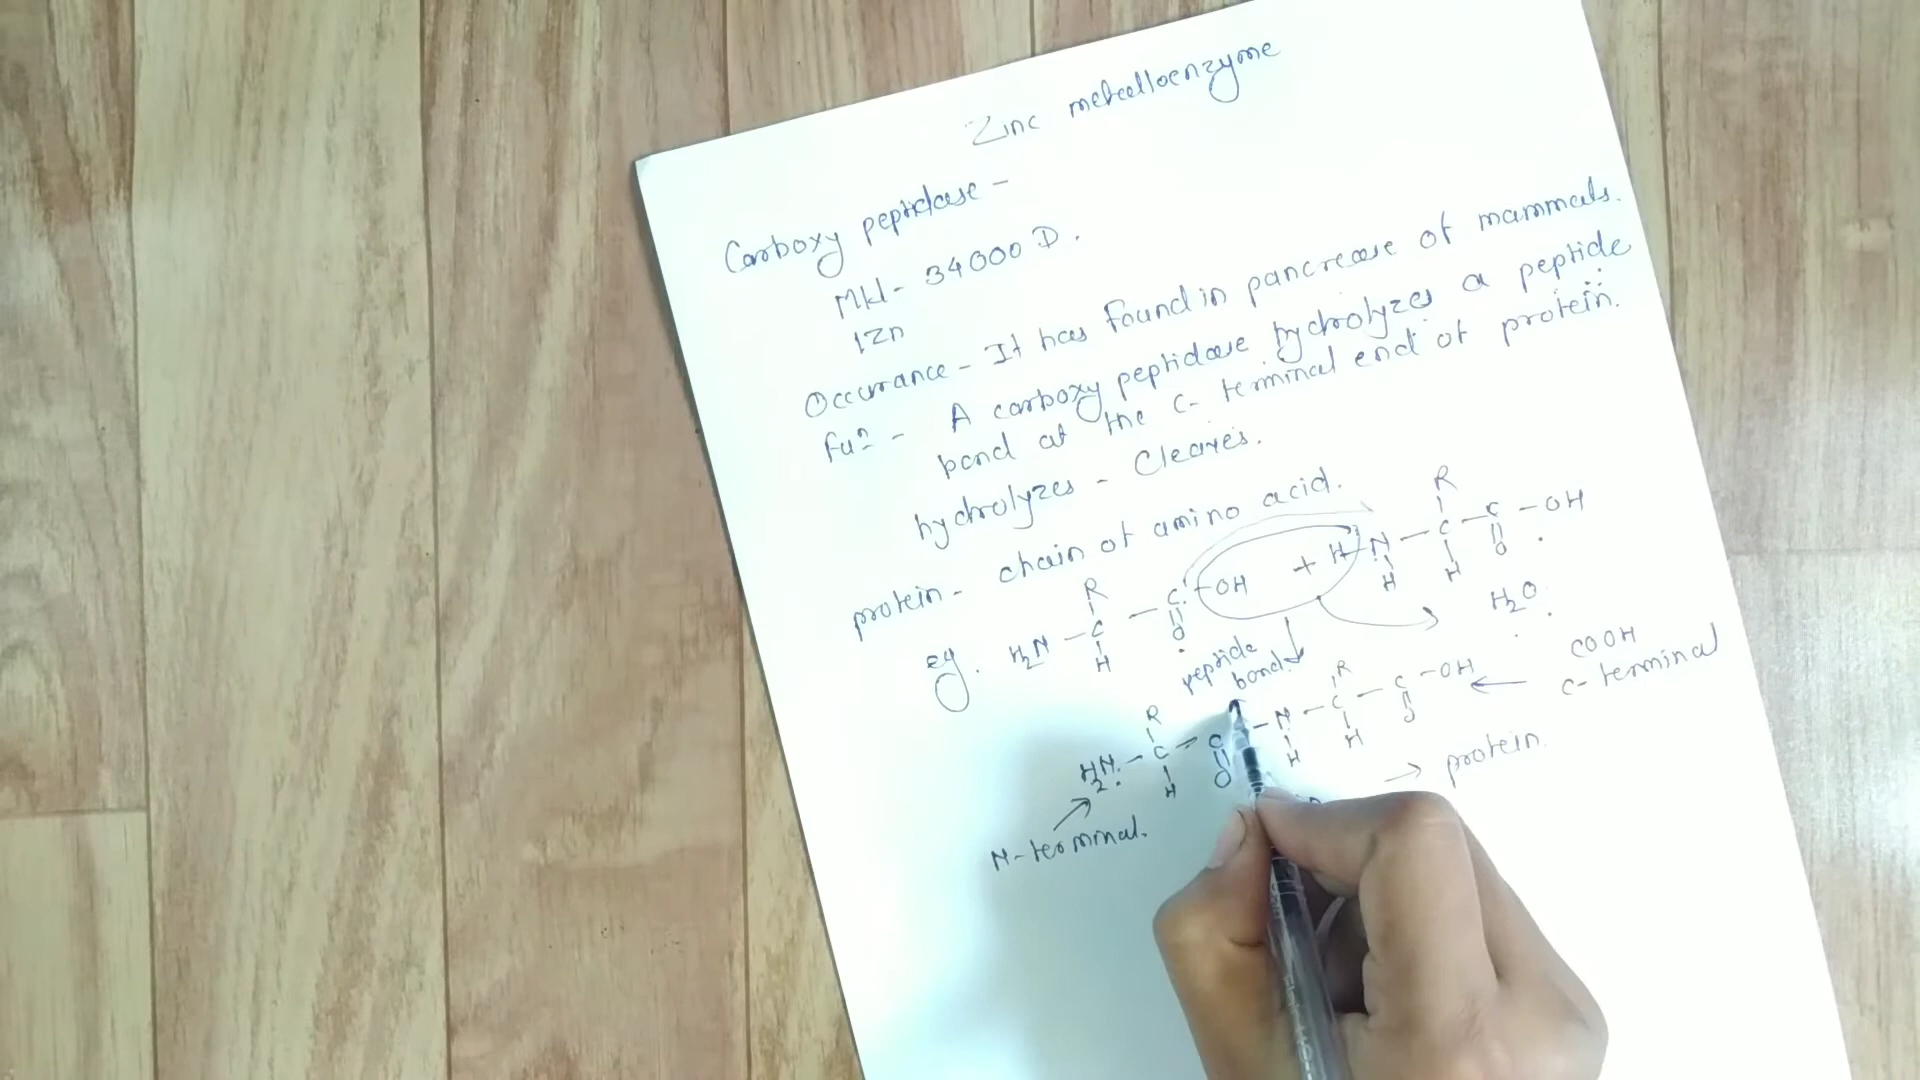 Zinc metalloenzyme
Carboxy peptidase -
MW - 34000 D.
1Zn
Occurrance - It has found in pancrease of mammals.
Fun - A carboxy peptidase hydrolyzes a peptide
bond at the C- terminal end of protein.
hydrolyzes - Cleaves.
protein - chain of amino acid.
eg. H2N - C - C - OH + H - N - C - C - OH
R H O H R H O
H2O
peptide bond
COOH
C- terminal
H2N - C - C - N - C - C - OH
R H O H R H O
→ protein.
N-terminal.